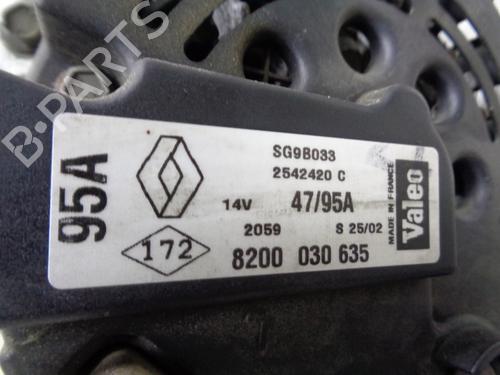 B-PARTS
95A
SG9B033
2542420 C
14V 47/95A
2059 S 25/02
172
8200 030 635
Valeo
MADE IN FRANCE